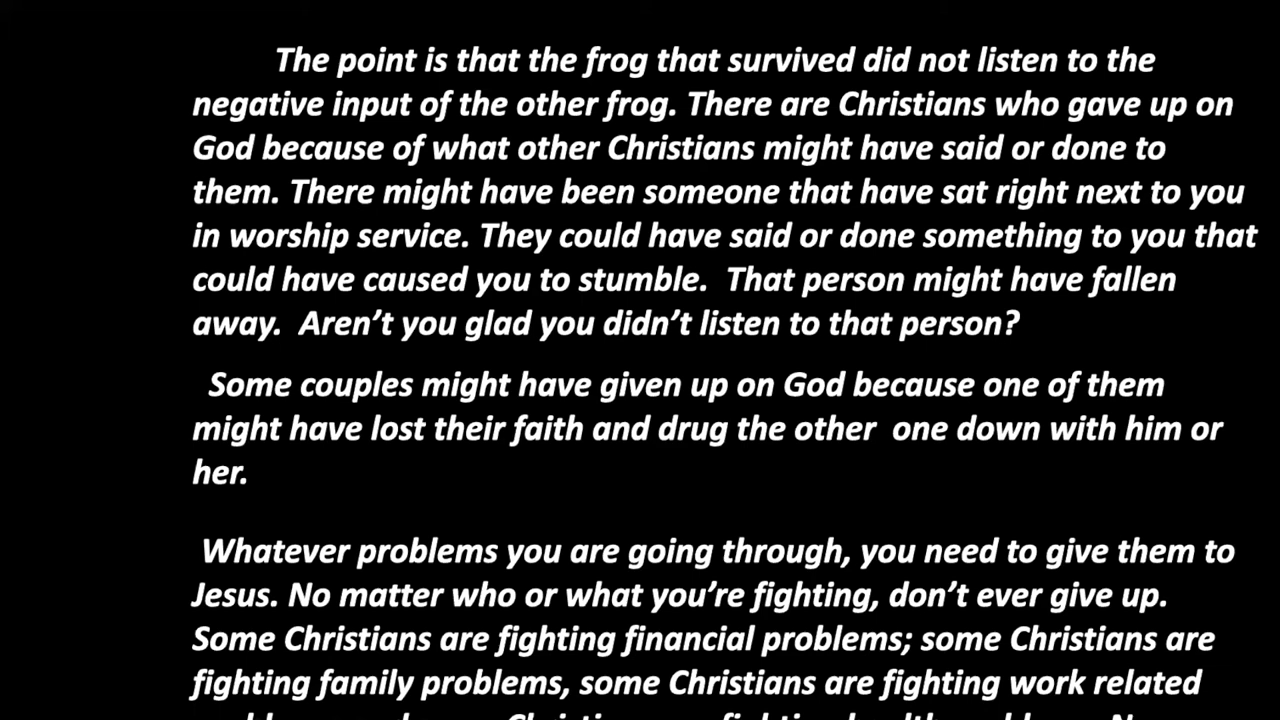 The point is that the frog that survived did not listen to the
negative input of the other frog. There are Christians who gave up on
God because of what other Christians might have said or done to
them. There might have been someone that have sat right next to you
in worship service. They could have said or done something to you that
could have caused you to stumble.  That person might have fallen
away.  Aren’t you glad you didn’t listen to that person?
Some couples might have given up on God because one of them
might have lost their faith and drug the other  one down with him or
her.
Whatever problems you are going through, you need to give them to
Jesus. No matter who or what you’re fighting, don’t ever give up.
Some Christians are fighting financial problems; some Christians are
fighting family problems, some Christians are fighting work related